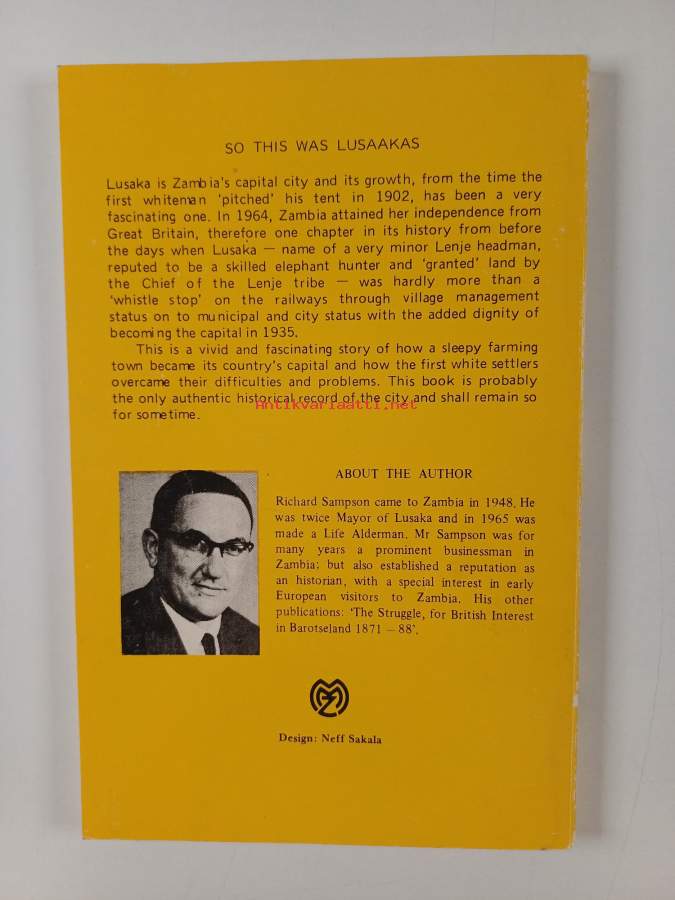 SO THIS WAS LUSAAKAS
Lusaka is Zambia's capital city and its growth, from the time the
first whiteman 'pitched' his tent in 1902, has been a very
fascinating one. In 1964, Zambia attained her independence from
Great Britain, therefore one chapter in its history from before
the days when Lusaka — name of a very minor Lenje headman,
reputed to be a skilled elephant hunter and 'granted' land by
the Chief of the Lenje tribe — was hardly more than a
'whistle stop' on the railways through village management
status on to municipal and city status with the added dignity of
becoming the capital in 1935.
This is a vivid and fascinating story of how a sleepy farming
town became its country's capital and how the first white settlers
overcame their difficulties and problems. This book is probably
the only authentic historical record of the city and shall remain so
Antikvariaatti.net
for sometime.
ABOUT THE AUTHOR
Richard Sampson came to Zambia in 1948. He
was twice Mayor of Lusaka and in 1965 was
made a Life Alderman. Mr Sampson was for
many years a prominent businessman in
Zambia; but also established a reputation as
an historian, with a special interest in early
European visitors to Zambia. His other
publications: 'The Struggle, for British Interest
in Barotseland 1871 – 88'.
Design: Neff Sakala